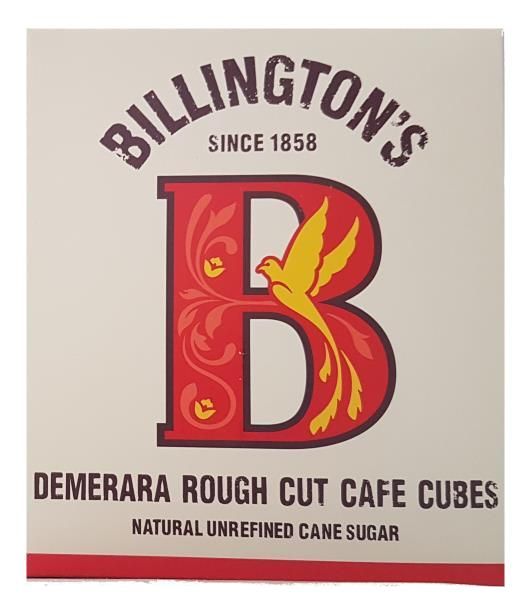 BILLINGTON'S
SINCE 1858
B
DEMERARA ROUGH CUT CAFE CUBES
NATURAL UNREFINED CANE SUGAR